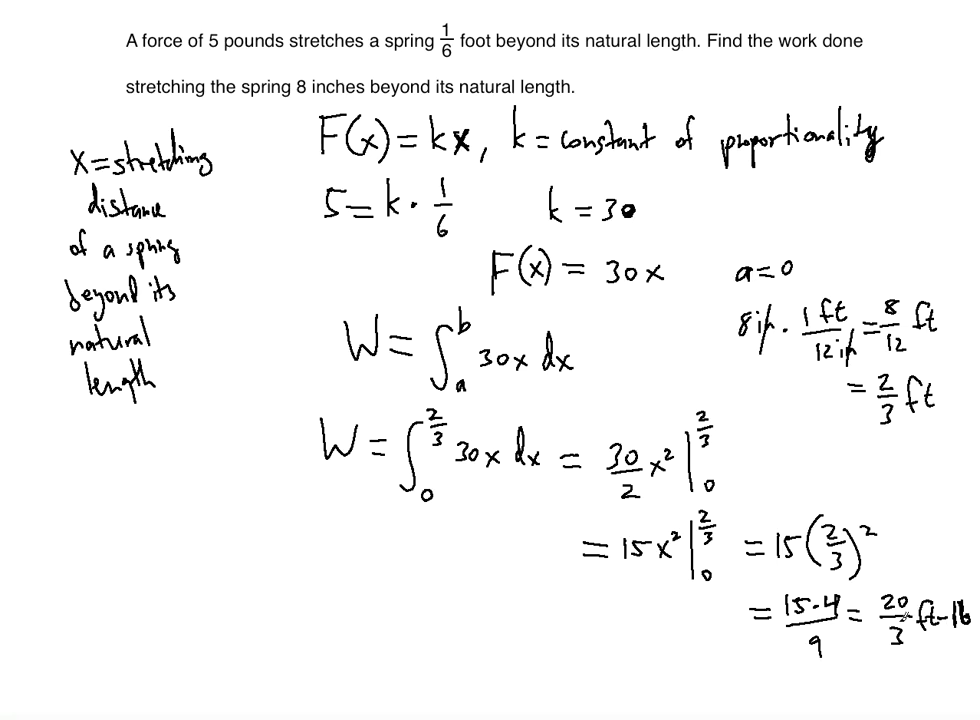 A force of 5 pounds stretches a spring 1/6 foot beyond its natural length. Find the work done
stretching the spring 8 inches beyond its natural length.
x = stretching
distance
of a spring
beyond its
natural
length
F(x) = kx, k = constant of proportionality
5 = k · 1/6 k = 30
F(x) = 30x a = 0
8 in. · 1 ft / 12 in = 8/12 ft
= 2/3 ft
W = ∫_a^b 30x dx
W = ∫_0^(2/3) 30x dx = 30/2 x² |_0^(2/3)
= 15x² |_0^(2/3) = 15(2/3)²
= 15·4 / 9 = 20/3 ft-lb